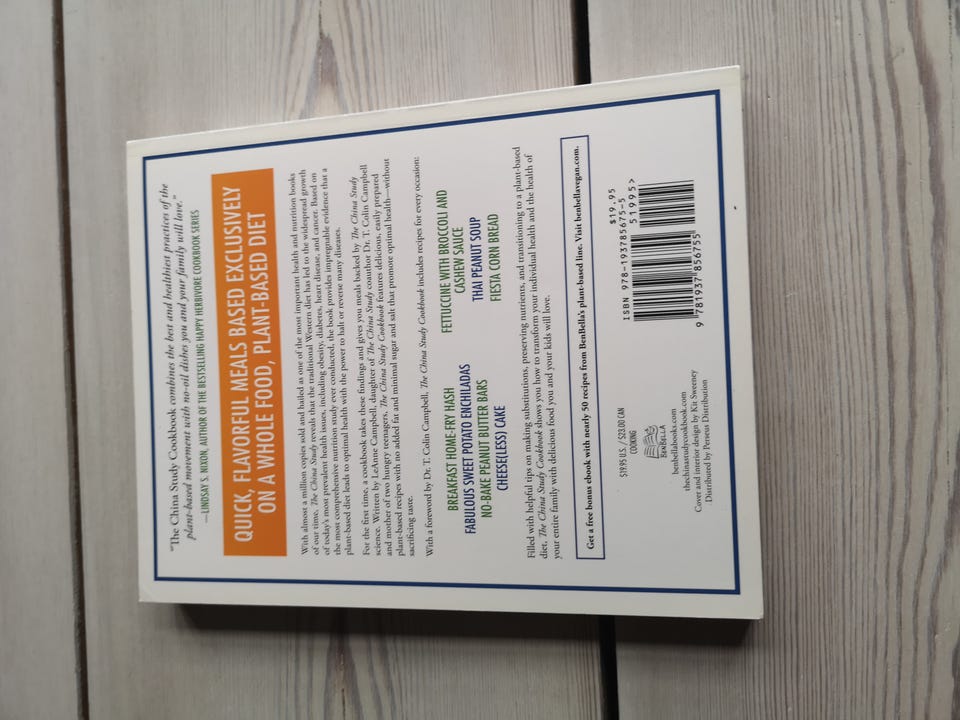 "The China Study Cookbook combines the best and healthiest practices of the
plant-based movement with no-oil dishes you and your family will love."
—LINDSAY S. NIXON, AUTHOR OF THE BESTSELLING HAPPY HERBIVORE COOKBOOK SERIES
QUICK, FLAVORFUL MEALS BASED EXCLUSIVELY
ON A WHOLE FOOD, PLANT-BASED DIET
With almost a million copies sold and hailed as one of the most important health and nutrition books
of our time, The China Study reveals that the traditional Western diet has led to the widespread growth
of today's most prevalent health issues, including obesity, diabetes, heart disease, and cancer. Based on
the most comprehensive nutrition study ever conducted, the book provides impregnable evidence that a
plant-based diet leads to optimal health with the power to halt or reverse many diseases.
For the first time, a cookbook takes these findings and gives you meals backed by The China Study
science. Written by LeAnne Campbell, daughter of The China Study coauthor Dr. T. Colin Campbell
and mother of two hungry teenagers, The China Study Cookbook features delicious, easily prepared
plant-based recipes with no added fat and minimal sugar and salt that promote optimal health—without
sacrificing taste.
With a foreword by Dr. T. Colin Campbell, The China Study Cookbook includes recipes for every occasion:
BREAKFAST HOME-FRY HASH
FABULOUS SWEET POTATO ENCHILADAS
NO-BAKE PEANUT BUTTER BARS
CHEESE(LESS) CAKE
FETTUCCINE WITH BROCCOLI AND
CASHEW SAUCE
THAI PEANUT SOUP
FIESTA CORN BREAD
Filled with helpful tips on making substitutions, preserving nutrients, and transitioning to a plant-based
diet, The China Study Cookbook shows you how to transform your individual health and the health of
your entire family with delicious food you and your kids will love.
Get a free bonus ebook with nearly 50 recipes from BenBella's plant-based line. Visit benbellavegan.com.
$19.95 U.S. / $23.00 CAN
COOKING
BENBELLA
benbellabooks.com
thechinastudycookbook.com
Cover and interior design by Kit Sweeney
Distributed by Perseus Distribution
$19.95
ISBN 978-193785675-5
51995>
9 781937 856755